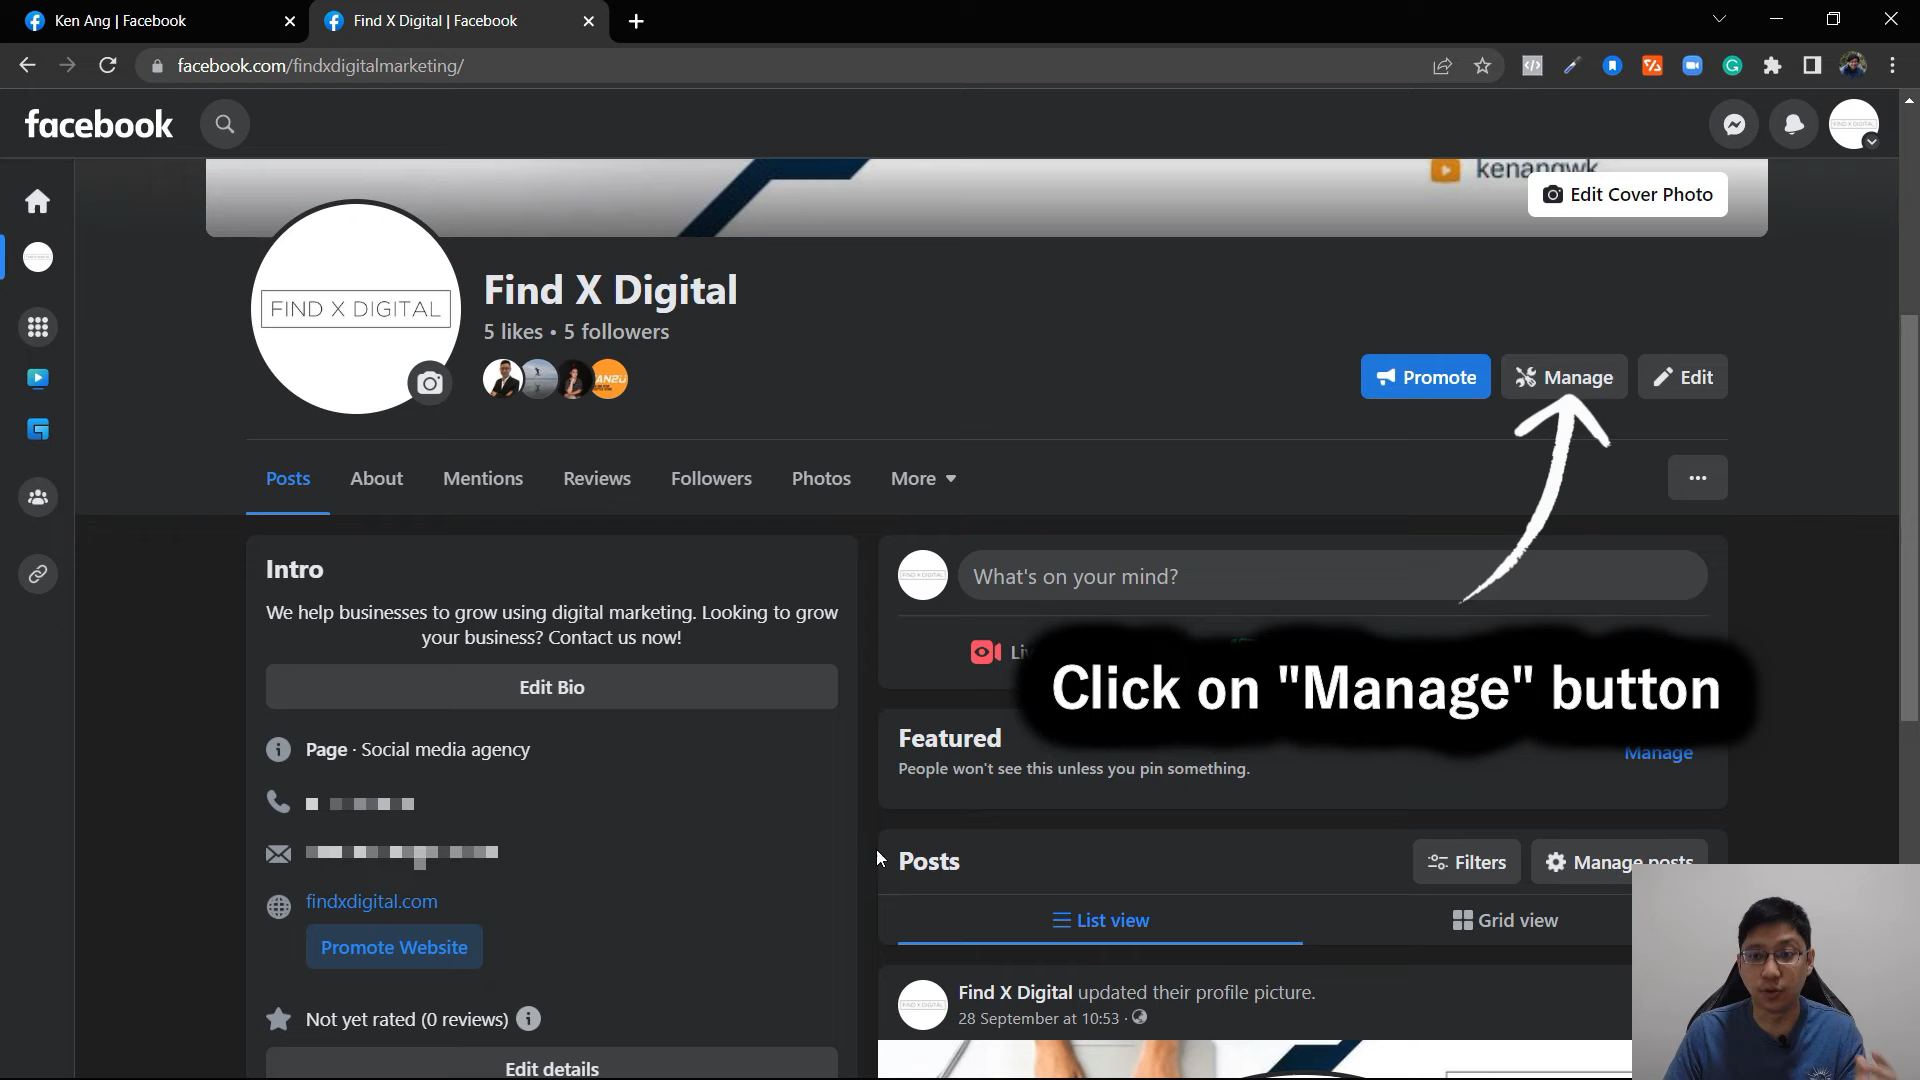 Ken Ang | Facebook
Find X Digital | Facebook
facebook.com/findxdigitalmarketing/
facebook
kenangwk
Edit Cover Photo
FIND X DIGITAL
Find X Digital
5 likes • 5 followers
Promote
Manage
Edit
Posts
About
Mentions
Reviews
Followers
Photos
More
Intro
We help businesses to grow using digital marketing. Looking to grow
your business? Contact us now!
Edit Bio
Page · Social media agency
findxdigital.com
Promote Website
Not yet rated (0 reviews)
Edit details
What's on your mind?
Click on "Manage" button
Featured
Manage
People won't see this unless you pin something.
Posts
Filters
Manage posts
List view
Grid view
Find X Digital updated their profile picture.
28 September at 10:53 ·